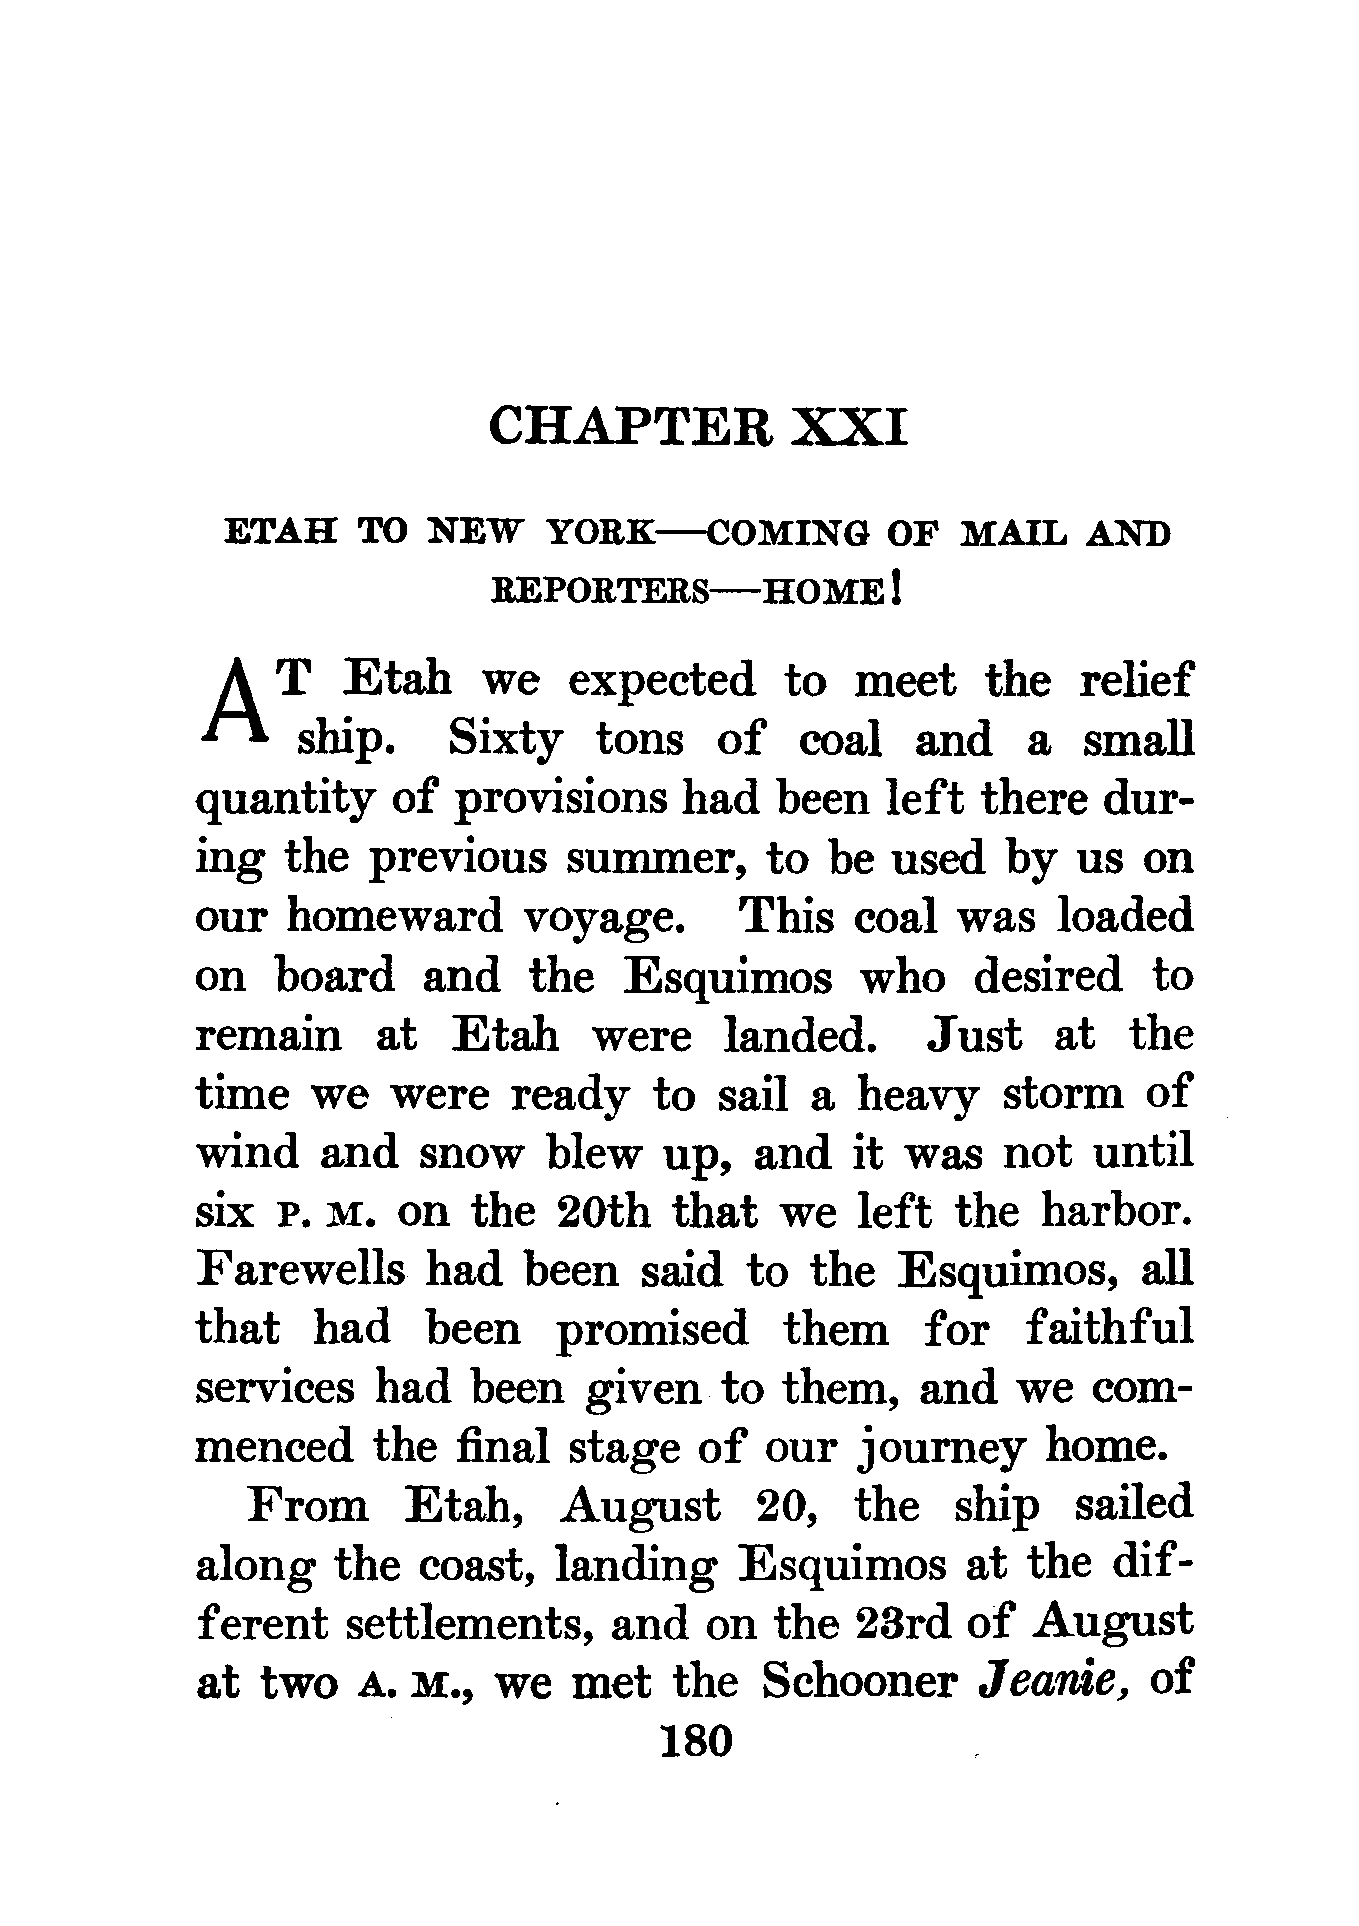 CHAPTER XXI
ETAH TO NEW YORK—COMING OF MAIL AND
REPORTERS—HOME!
AT Etah we expected to meet the relief
ship. Sixty tons of coal and a small
quantity of provisions had been left there dur-
ing the previous summer, to be used by us on
our homeward voyage. This coal was loaded
on board and the Esquimos who desired to
remain at Etah were landed. Just at the
time we were ready to sail a heavy storm of
wind and snow blew up, and it was not until
six P. M. on the 20th that we left the harbor.
Farewells had been said to the Esquimos, all
that had been promised them for faithful
services had been given to them, and we com-
menced the final stage of our journey home.
From Etah, August 20, the ship sailed
along the coast, landing Esquimos at the dif-
ferent settlements, and on the 23rd of August
at two A. M., we met the Schooner Jeanie, of
180